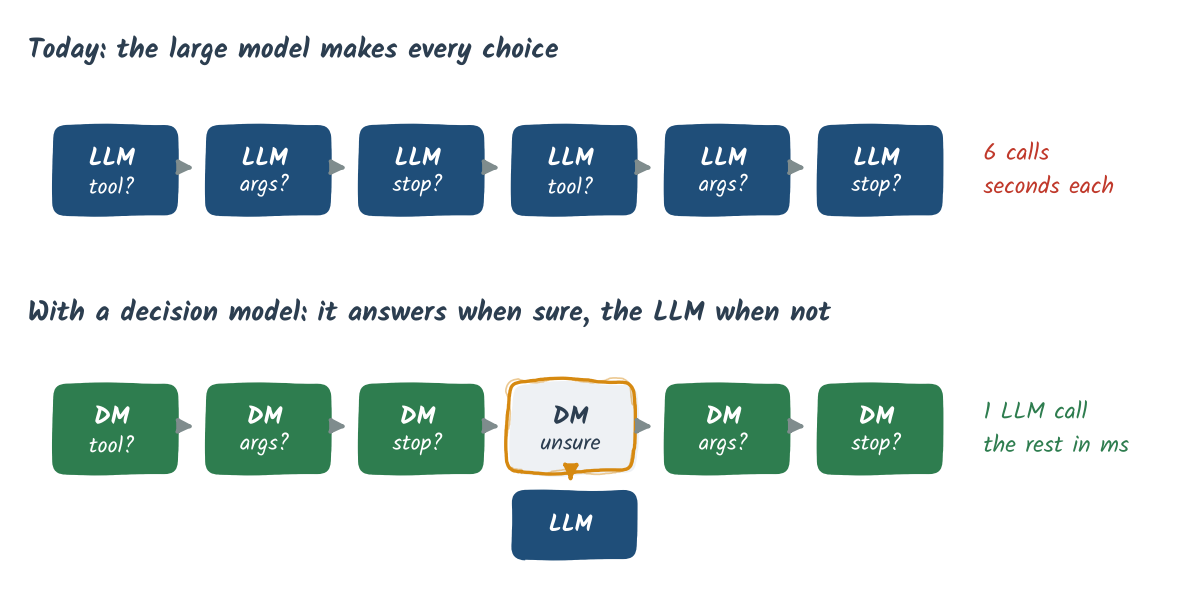 Today: the large model makes every choice
LLM
tool?
LLM
args?
LLM
stop?
LLM
tool?
LLM
args?
LLM
stop?
6 calls
seconds each
With a decision model: it answers when sure, the LLM when not
DM
tool?
DM
args?
DM
stop?
DM
unsure
DM
args?
DM
stop?
1 LLM call
the rest in ms
LLM